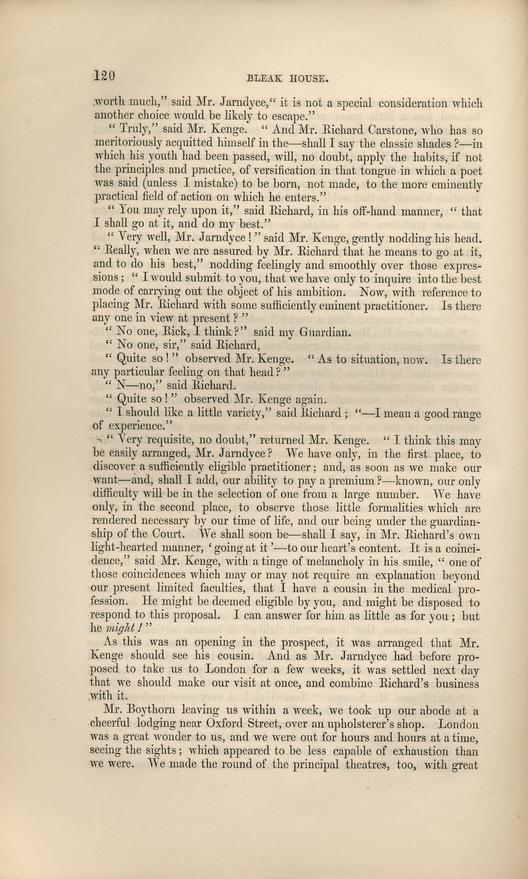 120 BLEAK HOUSE.
worth much,” said Mr. Jarndyce,“ it is not a special consideration which
another choice would be likely to escape.”
“ Truly,” said Mr. Kenge. “ And Mr. Richard Carstone, who has so
meritoriously acquitted himself in the—shall I say the classic shades ?—in
which his youth had been passed, will, no doubt, apply the habits, if not
the principles and practice, of versification in that tongue in which a poet
was said (unless I mistake) to be born, not made, to the more eminently
practical field of action on which he enters.”
“ You may rely upon it,” said Richard, in his off-hand manner, “ that
I shall go at it, and do my best.”
“ Very well, Mr. Jarndyce ! ” said Mr. Kenge, gently nodding his head.
“ Really, when we are assured by Mr. Richard that he means to go at it,
and to do his best,” nodding feelingly and smoothly over those expres-
sions ; “ I would submit to you, that we have only to inquire into the best
mode of carrying out the object of his ambition. Now, with reference to
placing Mr. Richard with some sufficiently eminent practitioner. Is there
any one in view at present ? ”
“ No one, Rick, I think ?” said my Guardian.
“ No one, sir,” said Richard,
“ Quite so ! ” observed Mr. Kenge. “ As to situation, now. Is there
any particular feeling on that head ? ”
“ N—no,” said Richard.
“ Quite so ! ” observed Mr. Kenge again.
“ I should like a little variety,” said Richard ; “—I mean a good range
of experience.”
“ Very requisite, no doubt,” returned Mr. Kenge. “ I think this may
be easily arranged, Mr. Jarndyce ? We have only, in the first place, to
discover a sufficiently eligible practitioner ; and, as soon as we make our
want—and, shall I add, our ability to pay a premium ?—known, our only
difficulty will be in the selection of one from a large number. We have
only, in the second place, to observe those little formalities which are
rendered necessary by our time of life, and our being under the guardian-
ship of the Court. We shall soon be—shall I say, in Mr. Richard’s own
light-hearted manner, ‘ going at it ’—to our heart’s content. It is a coinci-
dence,” said Mr. Kenge, with a tinge of melancholy in his smile, “ one of
those coincidences which may or may not require an explanation beyond
our present limited faculties, that I have a cousin in the medical pro-
fession. He might be deemed eligible by you, and might be disposed to
respond to this proposal. I can answer for him as little as for you ; but
he might ! ”
As this was an opening in the prospect, it was arranged that Mr.
Kenge should see his cousin. And as Mr. Jarndyce had before pro-
posed to take us to London for a few weeks, it was settled next day
that we should make our visit at once, and combine Richard’s business
with it.
Mr. Boythorn leaving us within a week, we took up our abode at a
cheerful lodging near Oxford Street, over an upholsterer’s shop. London
was a great wonder to us, and we were out for hours and hours at a time,
seeing the sights ; which appeared to be less capable of exhaustion than
we were. We made the round of the principal theatres, too, with great